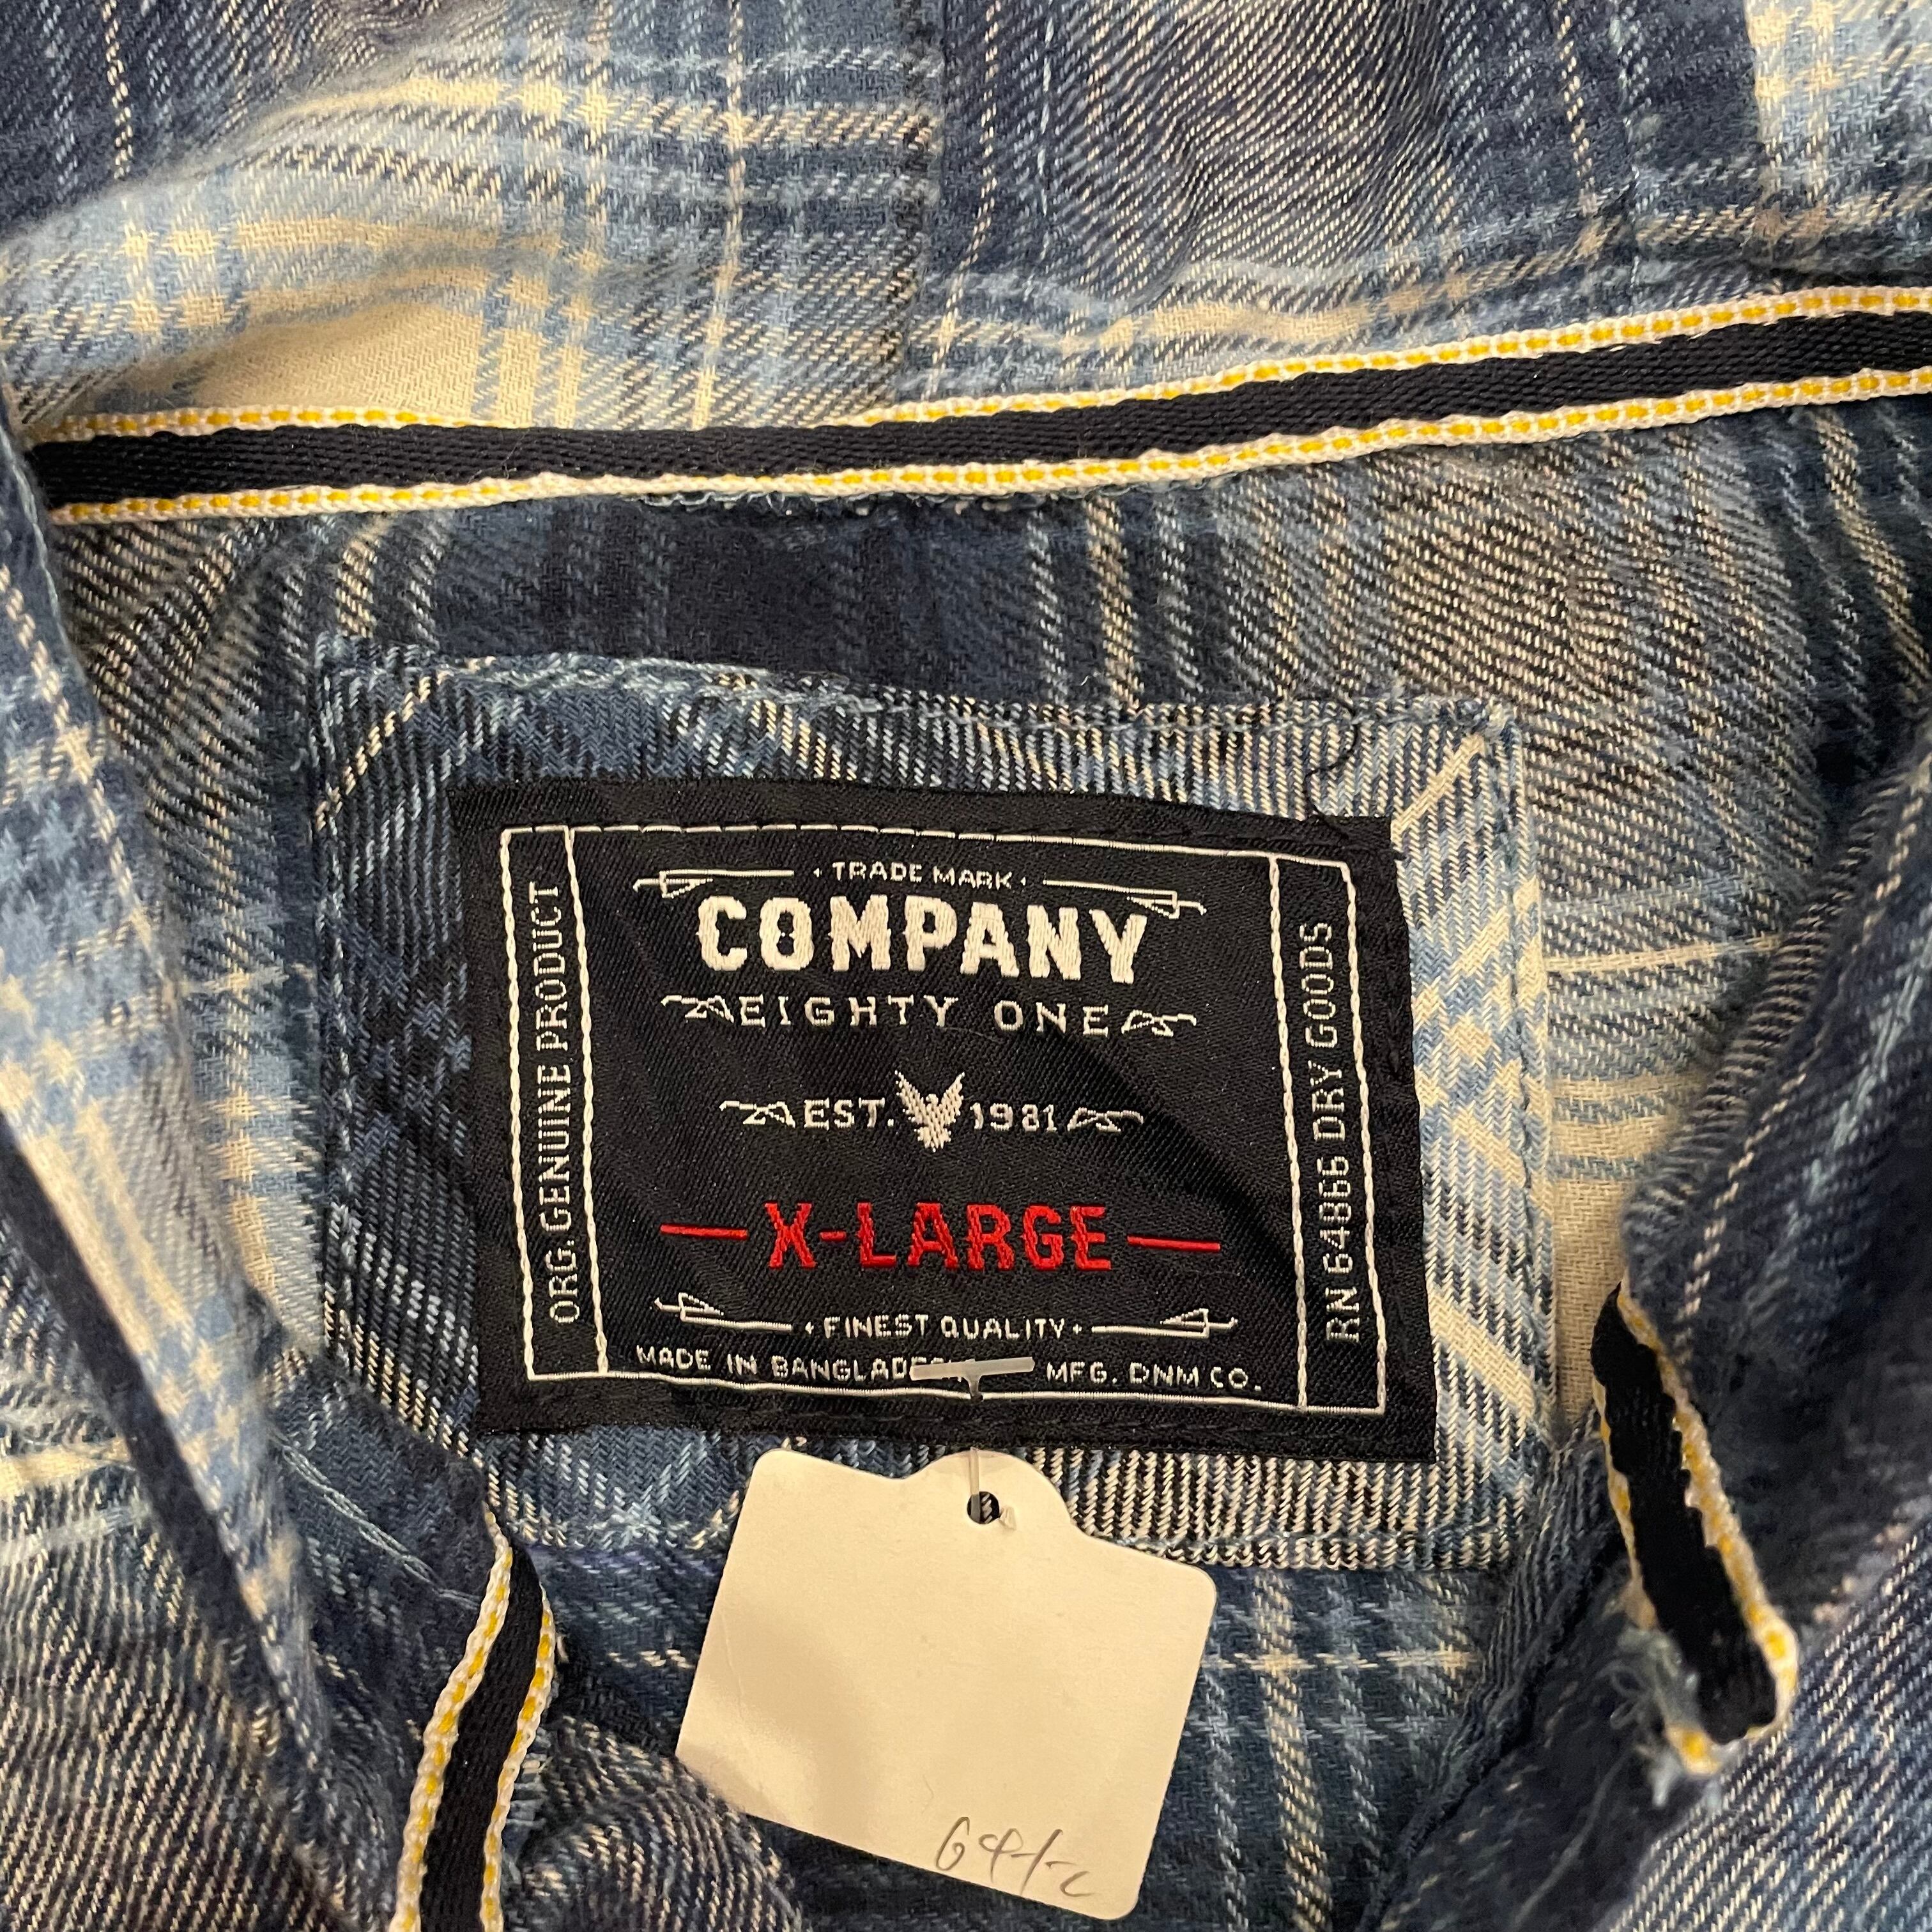 TRADE MARK
COMPANY
EIGHTY ONE
EST. 1981
X-LARGE
FINEST QUALITY
MADE IN MFG. DNM CO.
ORG. GENUINE PRODUCT
RN 64866 DRY GOODS